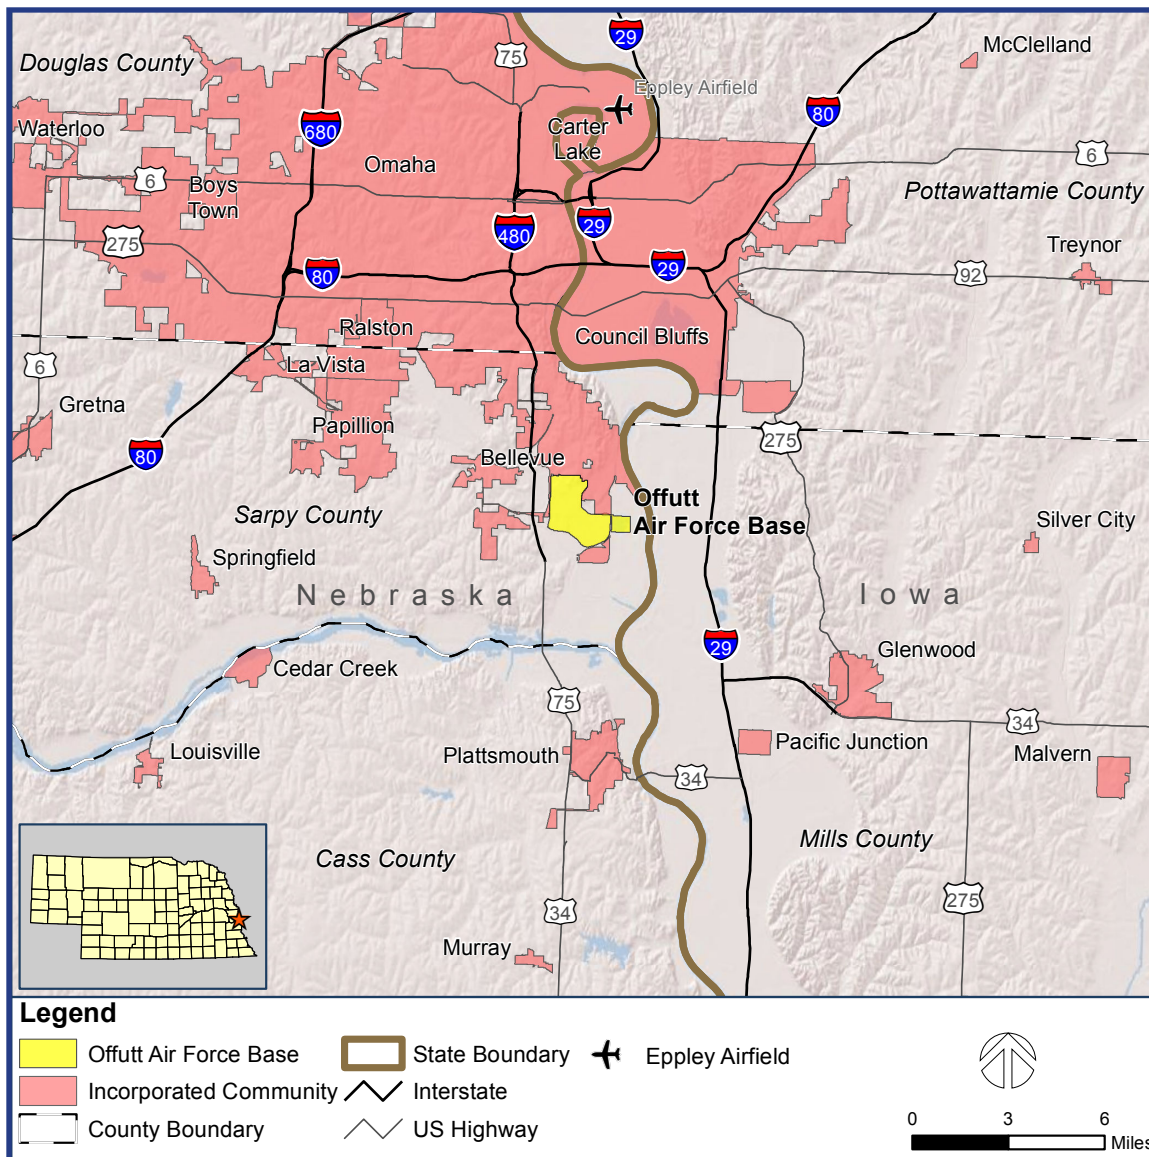 29
75
McClelland
Douglas County
Eppley Airfield
80
Waterloo
680
Carter
Lake
6
Omaha
6
Boys
Town
Pottawattamie County
275
480
29
Treynor
80
29
92
Ralston
Council Bluffs
La Vista
6
Gretna
Papillion
275
80
Bellevue
Offutt
Air Force Base
Sarpy County
Silver City
Springfield
Nebraska
Iowa
29
Glenwood
Cedar Creek
75
34
Louisville
Plattsmouth
Pacific Junction
Malvern
34
Mills County
Cass County
275
34
Murray
Legend
Offutt Air Force Base
State Boundary
Eppley Airfield
Incorporated Community
Interstate
County Boundary
US Highway
0 3 6
Miles